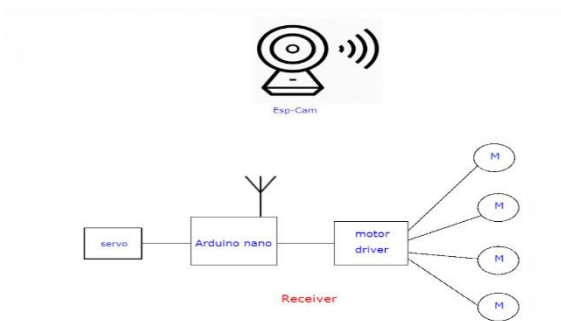 Esp-Cam
M
M
servo
Arduino nano
motor
driver
M
Receiver
M